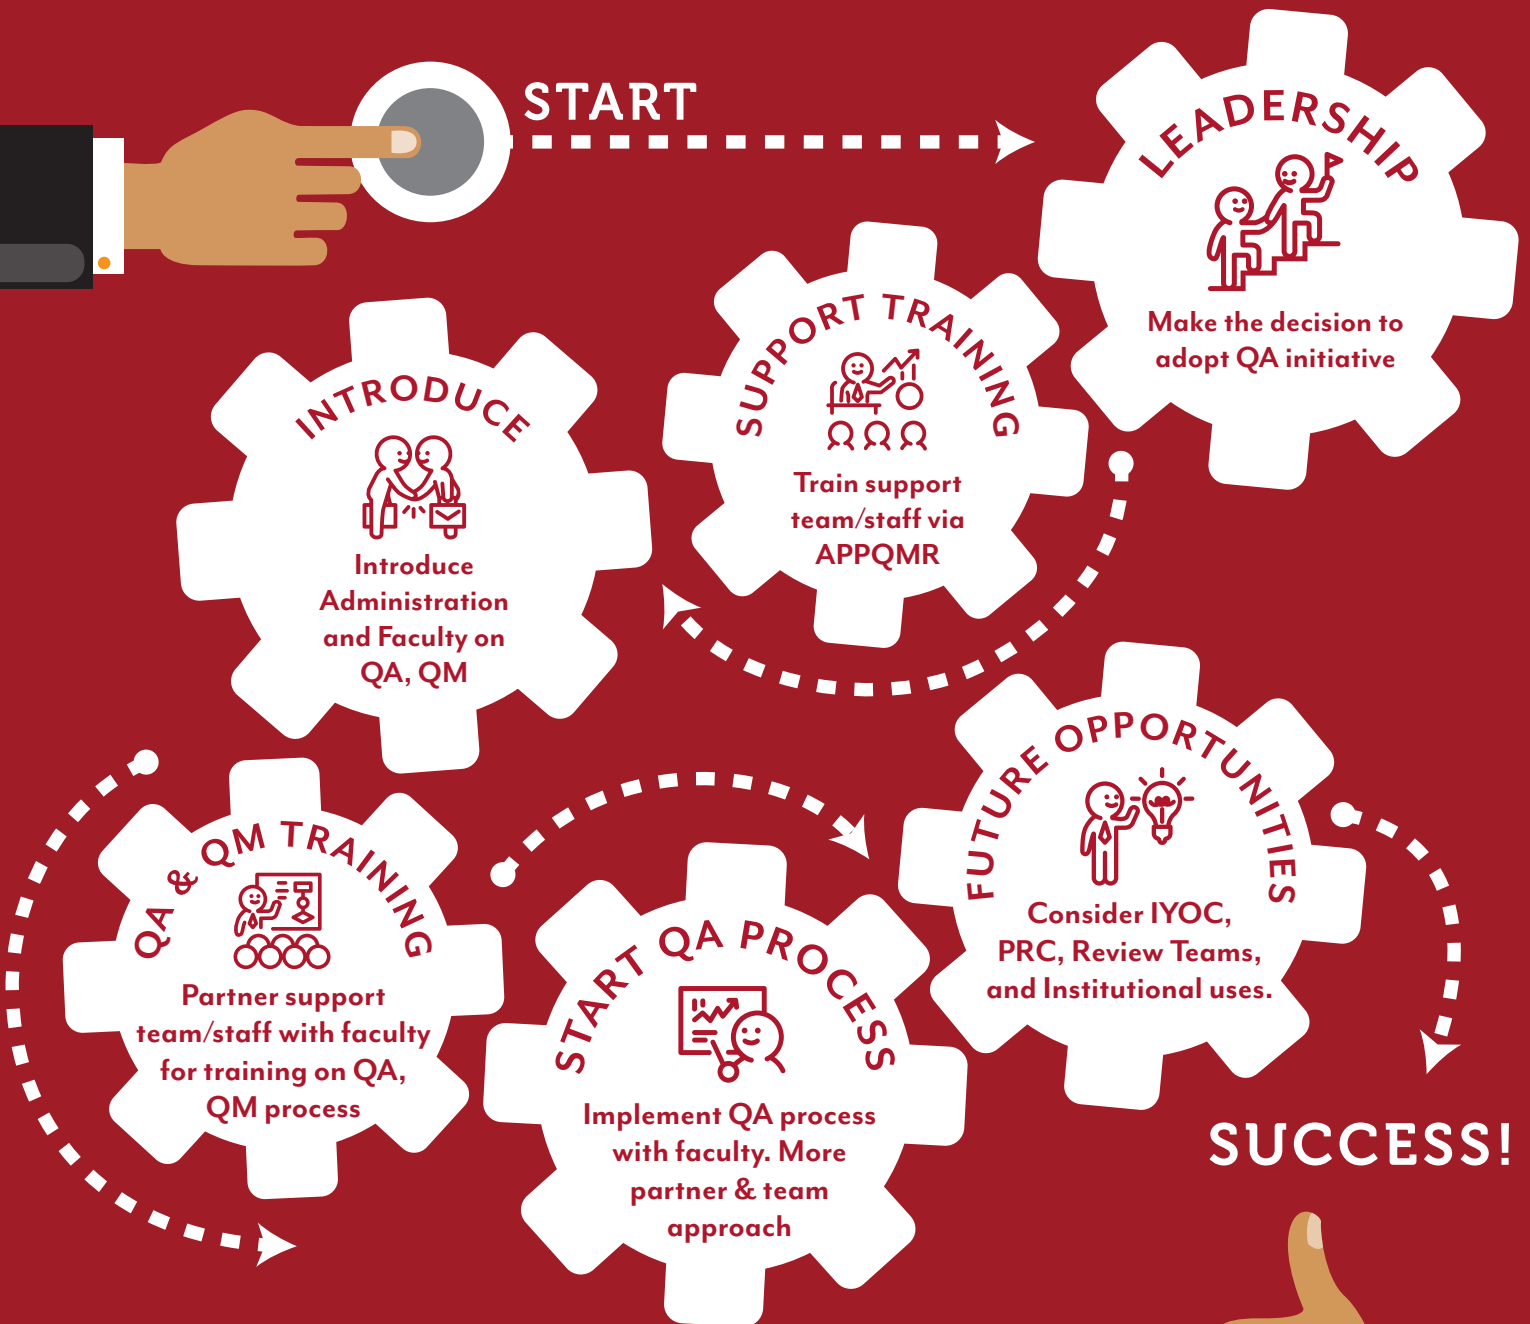 START
LEADERSHIP
Make the decision to
adopt QA initiative
SUPPORT TRAINING
Train support
team/staff via
APPQMR
INTRODUCE
Introduce
Administration
and Faculty on
QA, QM
QA & QM TRAINING
Partner support
team/staff with faculty
for training on QA,
QM process
START QA PROCESS
Implement QA process
with faculty. More
partner & team
approach
FUTURE OPPORTUNITIES
Consider IYOC,
PRC, Review Teams,
and Institutional uses.
SUCCESS!